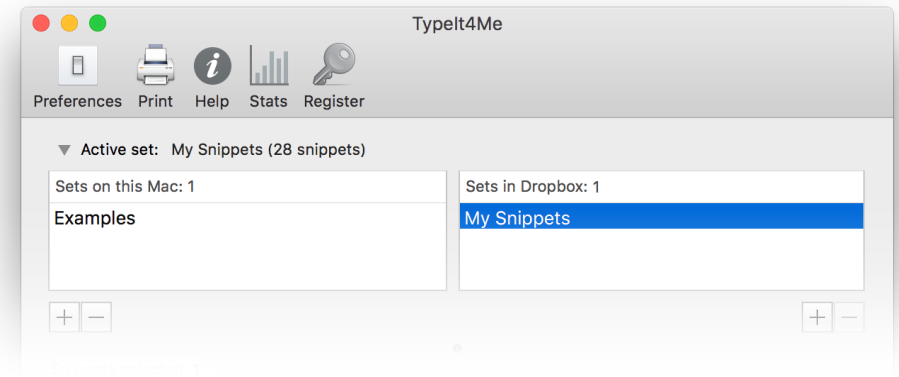 TypeIt4Me
Preferences Print Help Stats Register
Active set: My Snippets (28 snippets)
Sets on this Mac: 1
Examples
Sets in Dropbox: 1
My Snippets